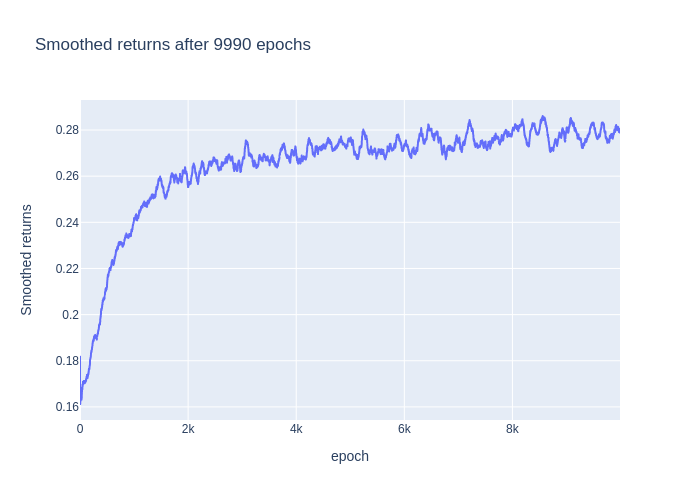 Smoothed returns after 9990 epochs
Smoothed returns
0.28
0.26
0.24
0.22
0.2
0.18
0.16
0
2k
4k
6k
8k
epoch